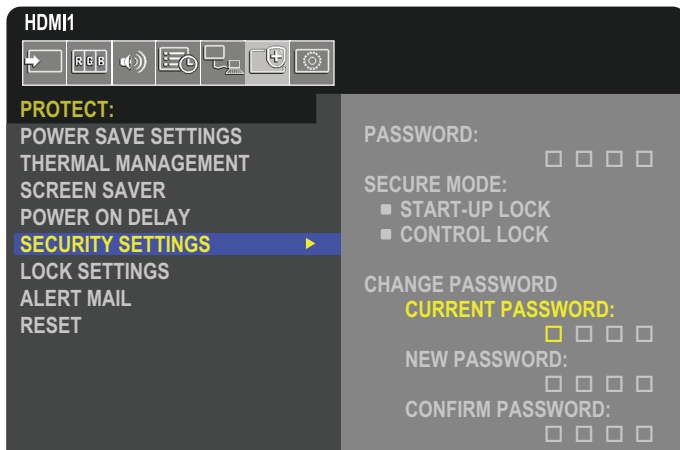 HDMI1
RGB
PROTECT:
POWER SAVE SETTINGS
THERMAL MANAGEMENT
SCREEN SAVER
POWER ON DELAY
SECURITY SETTINGS
LOCK SETTINGS
ALERT MAIL
RESET
PASSWORD:
SECURE MODE:
START-UP LOCK
CONTROL LOCK
CHANGE PASSWORD
CURRENT PASSWORD:
NEW PASSWORD:
CONFIRM PASSWORD: